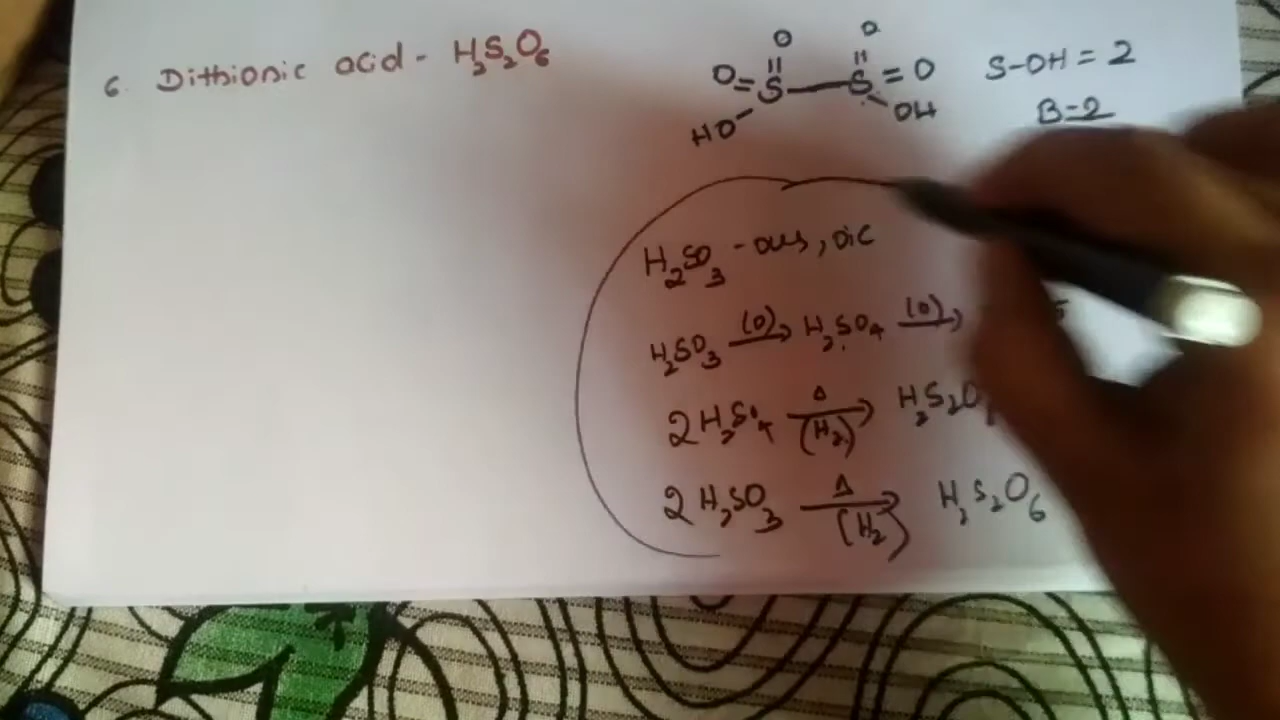 6. Dithionic acid - H2S2O6
O O
O=S—S=O S-OH = 2
HO OH B-2
H2SO3 - ous, oic
H2SO3 (O)→ H2SO4 (O)→
2H2SO4 Δ→ (H2) H2S2O
2H2SO3 Δ→ (H2) H2S2O6